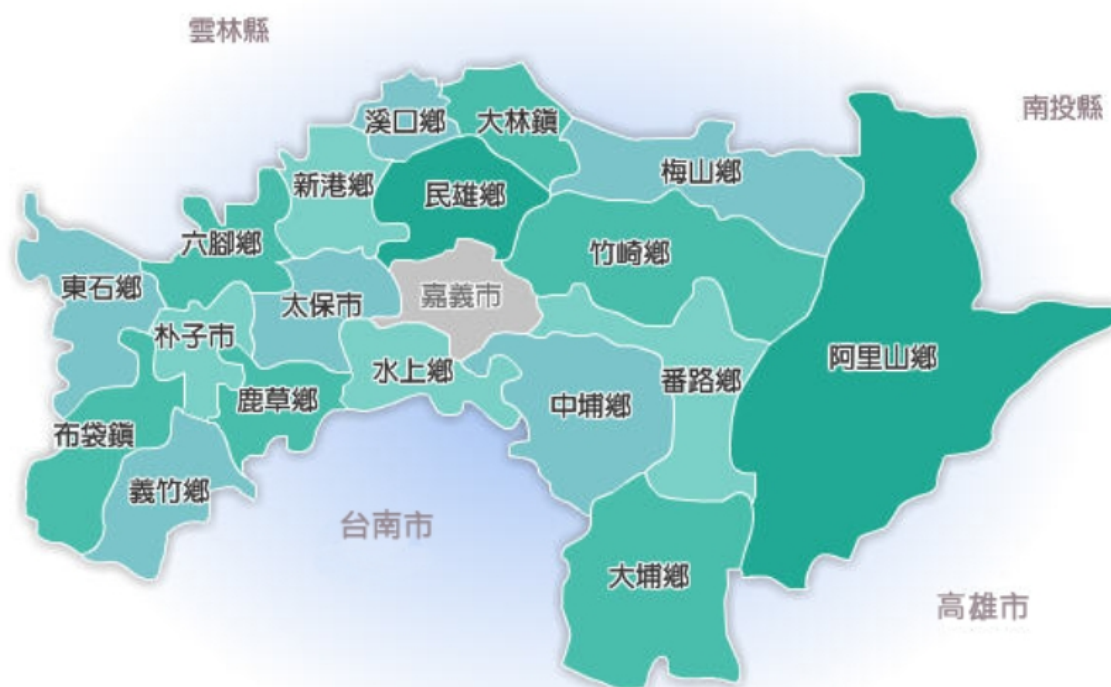 雲林縣
南投縣
溪口鄉
大林鎮
梅山鄉
新港鄉
民雄鄉
六腳鄉
竹崎鄉
東石鄉
太保市
嘉義市
朴子市
水上鄉
番路鄉
阿里山鄉
鹿草鄉
中埔鄉
布袋鎮
義竹鄉
台南市
大埔鄉
高雄市